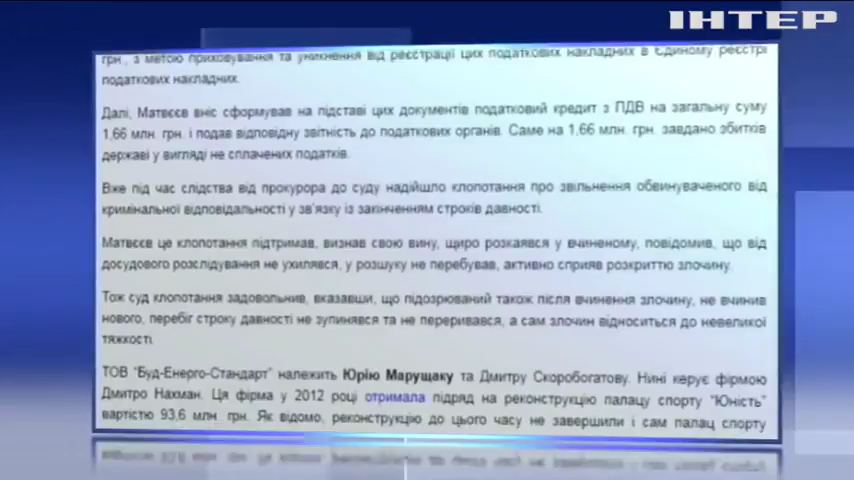 ІНТЕР
грн., з метою приховування та уникнення від реєстрації цих податкових накладних в Єдиному реєстрі
податкових накладних.
Далі, Матвєєв вніс сформував на підставі цих документів податковий кредит з ПДВ на загальну суму
1,66 млн. грн. і подав відповідну звітність до податкових органів. Саме на 1,66 млн. грн. завдано збитків
державі у вигляді не сплачених податків.
Вже під час слідства від прокурора до суду надійшло клопотання про звільнення обвинуваченого від
кримінальної відповідальності у зв'язку із закінченням строків давності.
Матвєєв це клопотання підтримав, визнав свою вину, щиро розкаявся у вчиненому, повідомив, що від
досудового розслідування не ухилявся, у розшуку не перебував, активно сприяв розкриттю злочину.
Тож суд клопотання задовольнив, вказавши, що підозрюваний також після вчинення злочину, не вчинив
нового, перебіг строку давності не зупинявся та не переривався, а сам злочин відноситься до невеликої
тяжкості.
ТОВ "Буд-Енерго-Стандарт" належить Юрію Марущаку та Дмитру Скоробогатову. Нині керує фірмою
Дмитро Нахман. Ця фірма у 2012 році отримала підряд на реконструкцію палацу спорту "Юність"
вартістю 93,6 млн. грн. Як відомо, реконструкцію до цього часу не завершили і сам палац спорту